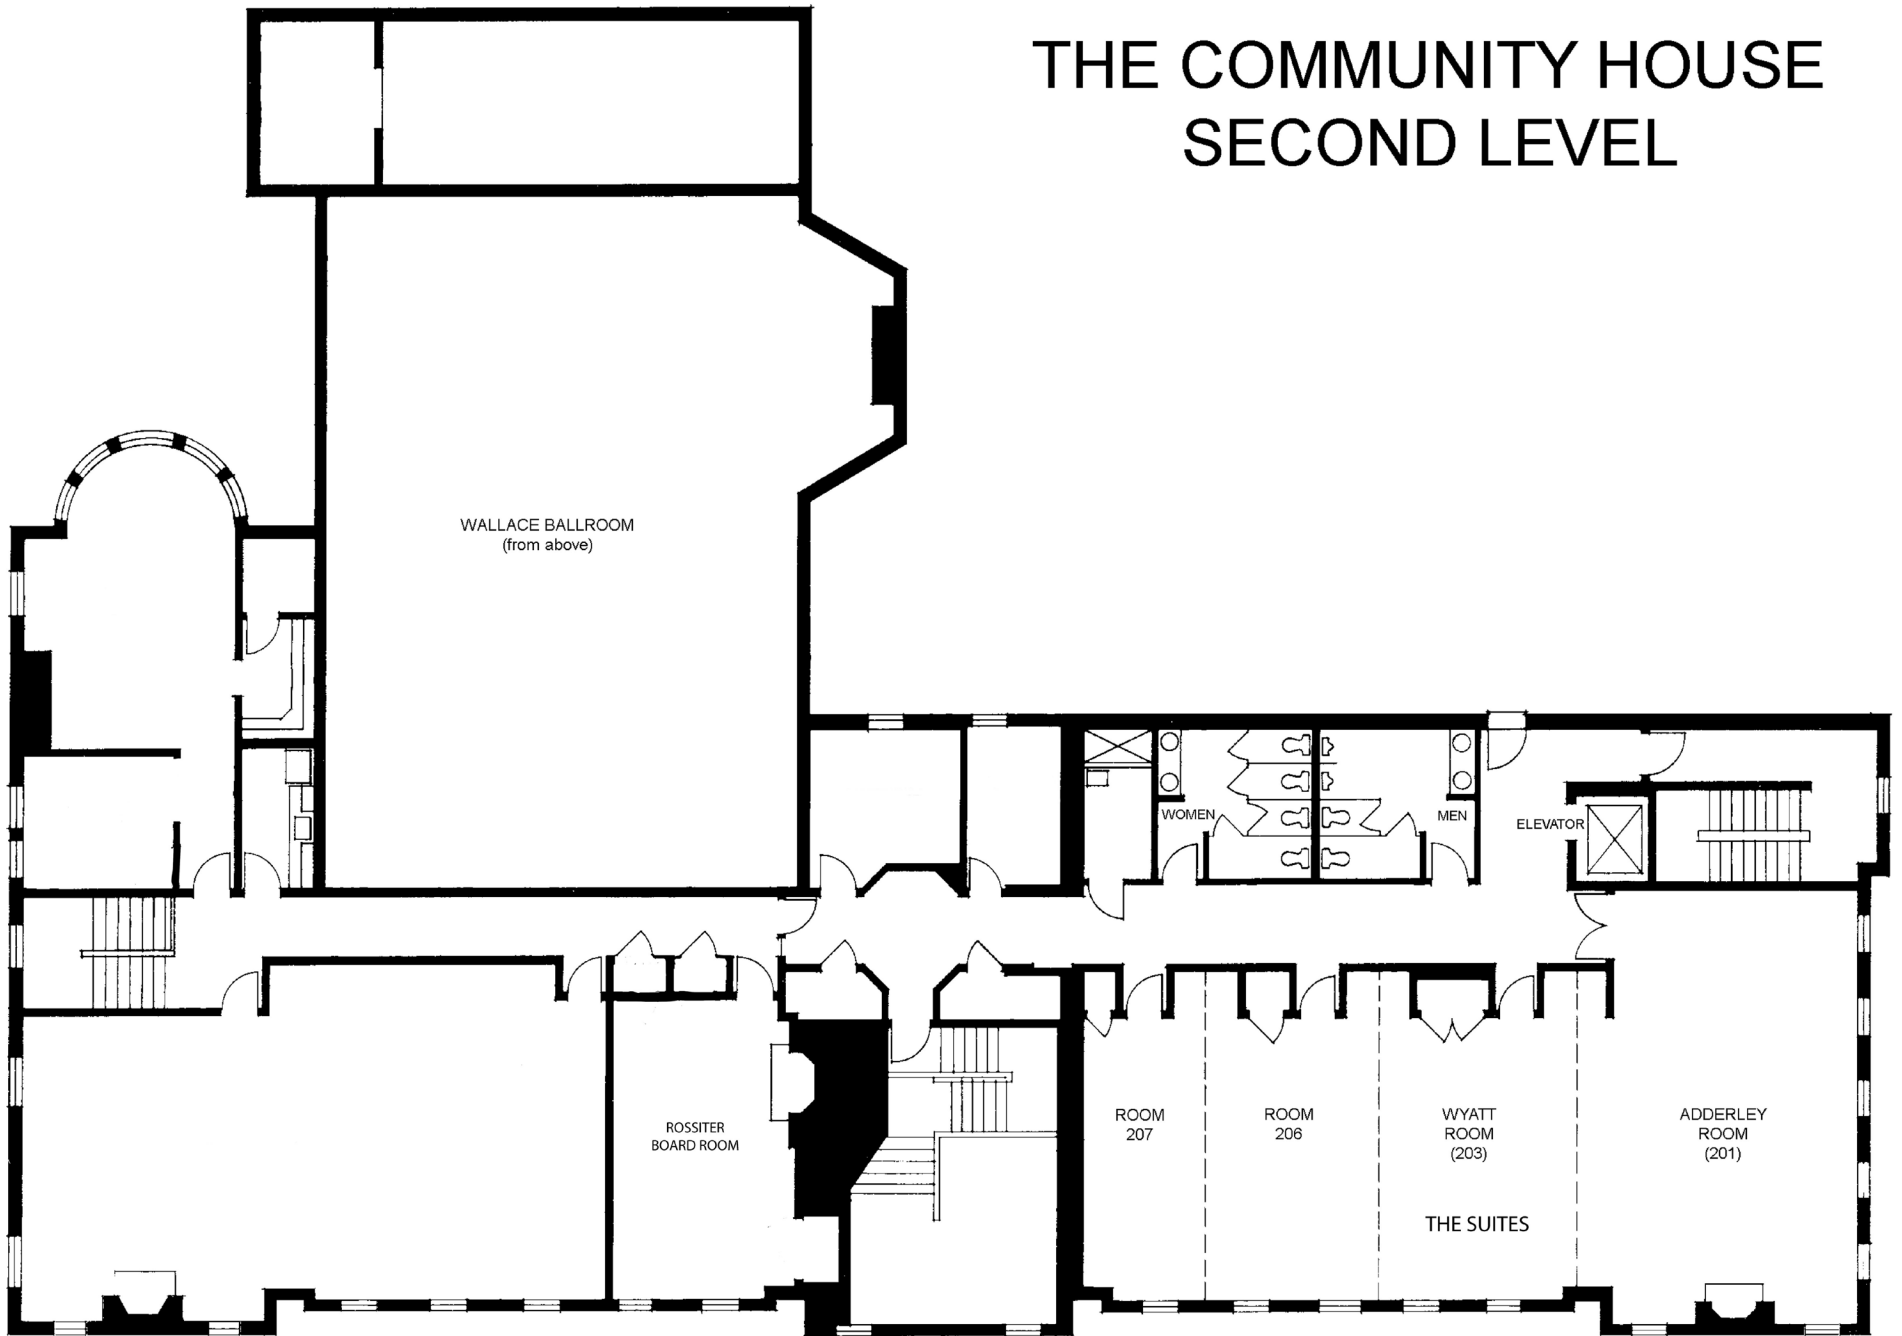 THE COMMUNITY HOUSE
SECOND LEVEL
WALLACE BALLROOM
(from above)
WOMEN
MEN
ELEVATOR
ROSSITER
BOARD ROOM
ROOM
207
ROOM
206
WYATT
ROOM
(203)
ADDERLEY
ROOM
(201)
THE SUITES